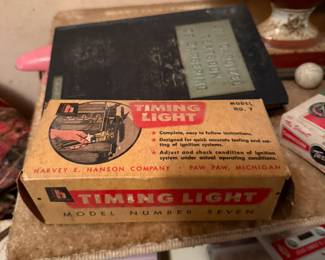 h
TIMING
LIGHT
MODEL
NO. 7
Complete, easy to follow instructions.
Designed for quick accurate testing and set-
ting of ignition systems.
Adjust and check condition of ignition
system under actual operating conditions.
HARVEY E. HANSON COMPANY • PAW PAW, MICHIGAN
h TIMING LIGHT
MODEL NUMBER SEVEN